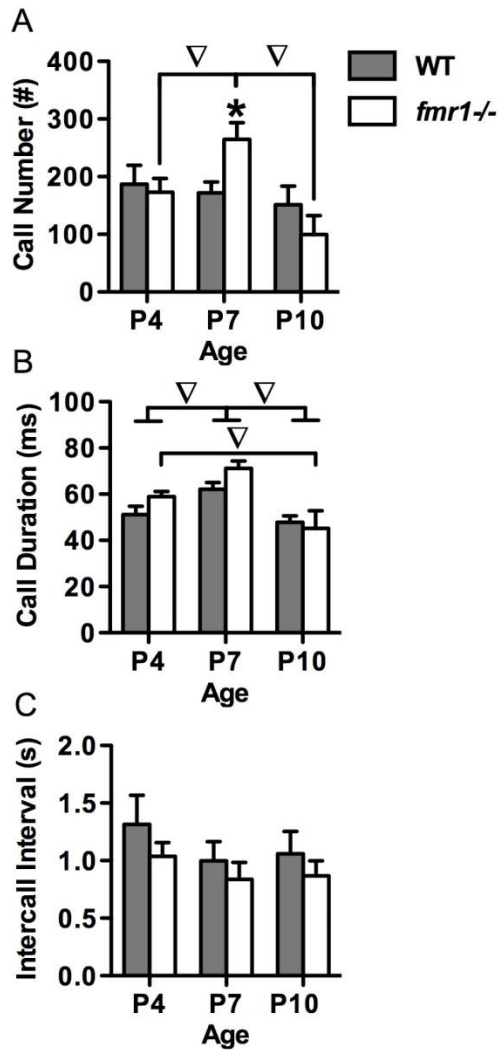 A
Call Number (#)
400
300
200
100
0
*
WT
fmr1-/-
P4 P7 P10
Age
B
Call Duration (ms)
100
80
60
40
20
0
P4 P7 P10
Age
C
Intercall Interval (s)
2.0
1.5
1.0
0.5
0.0
P4 P7 P10
Age